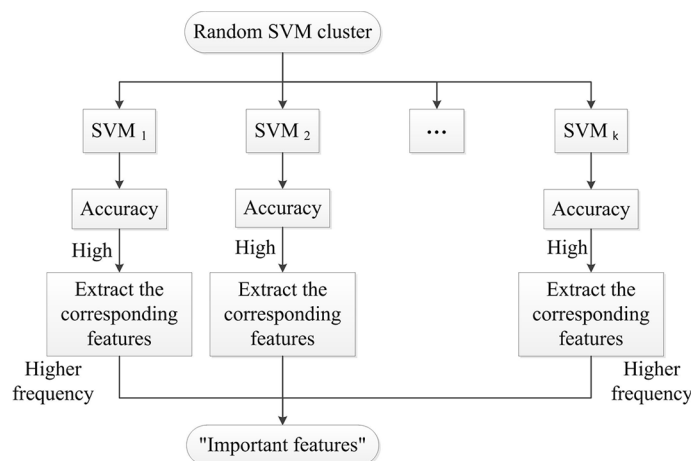 Random SVM cluster
SVM 1
SVM 2
...
SVM k
Accuracy
Accuracy
Accuracy
High
High
High
Extract the
corresponding
features
Extract the
corresponding
features
Extract the
corresponding
features
Higher
frequency
Higher
frequency
"Important features"